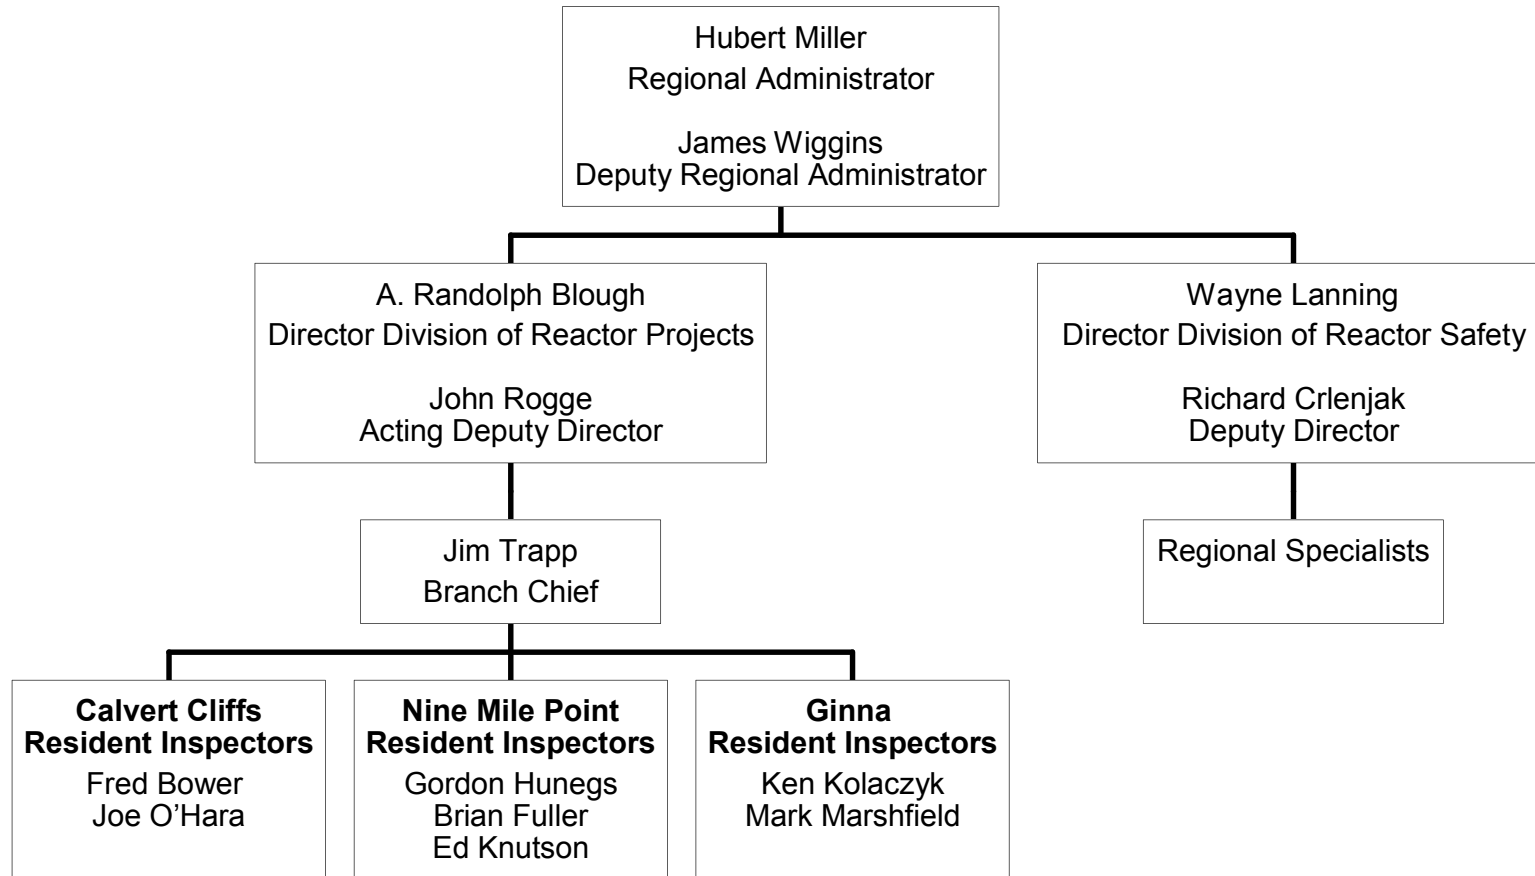 Hubert Miller
Regional Administrator
James Wiggins
Deputy Regional Administrator
A. Randolph Blough
Director Division of Reactor Projects
John Rogge
Acting Deputy Director
Wayne Lanning
Director Division of Reactor Safety
Richard Crlenjak
Deputy Director
Jim Trapp
Branch Chief
Regional Specialists
Calvert Cliffs
Resident Inspectors
Fred Bower
Joe O’Hara
Nine Mile Point
Resident Inspectors
Gordon Hunegs
Brian Fuller
Ed Knutson
Ginna
Resident Inspectors
Ken Kolaczyk
Mark Marshfield